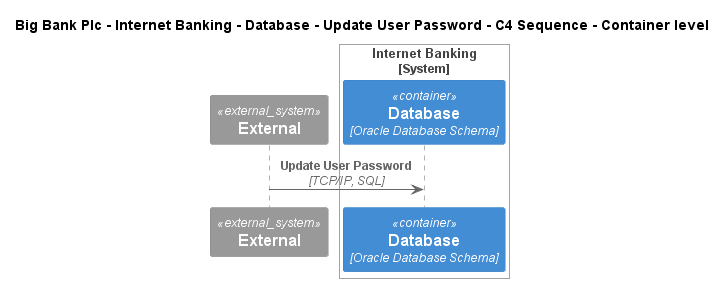 Big Bank Plc - Internet Banking - Database - Update User Password - C4 Sequence - Container level
Internet Banking
[System]
«external_system»
External
«container»
Database
[Oracle Database Schema]
Update User Password
[TCP/IP, SQL]
«external_system»
External
«container»
Database
[Oracle Database Schema]